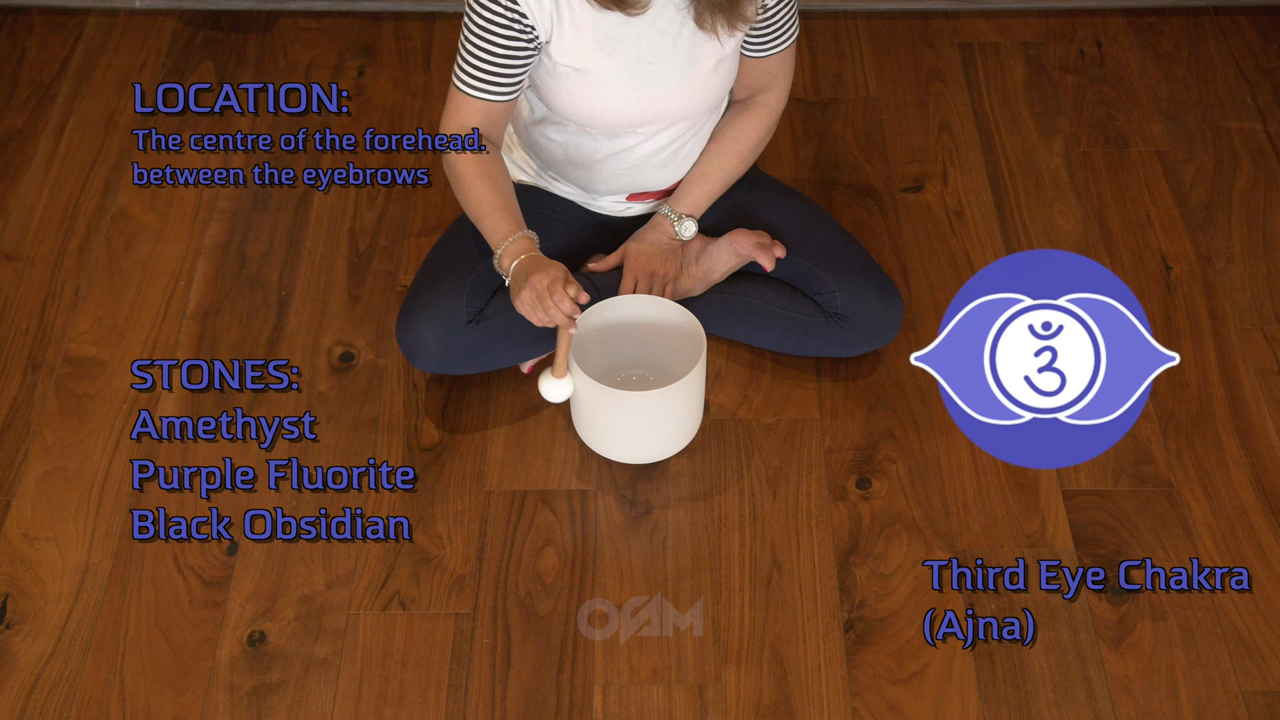 LOCATION:
The centre of the forehead.
between the eyebrows
STONES:
Amethyst
Purple Fluorite
Black Obsidian
Third Eye Chakra
(Ajna)